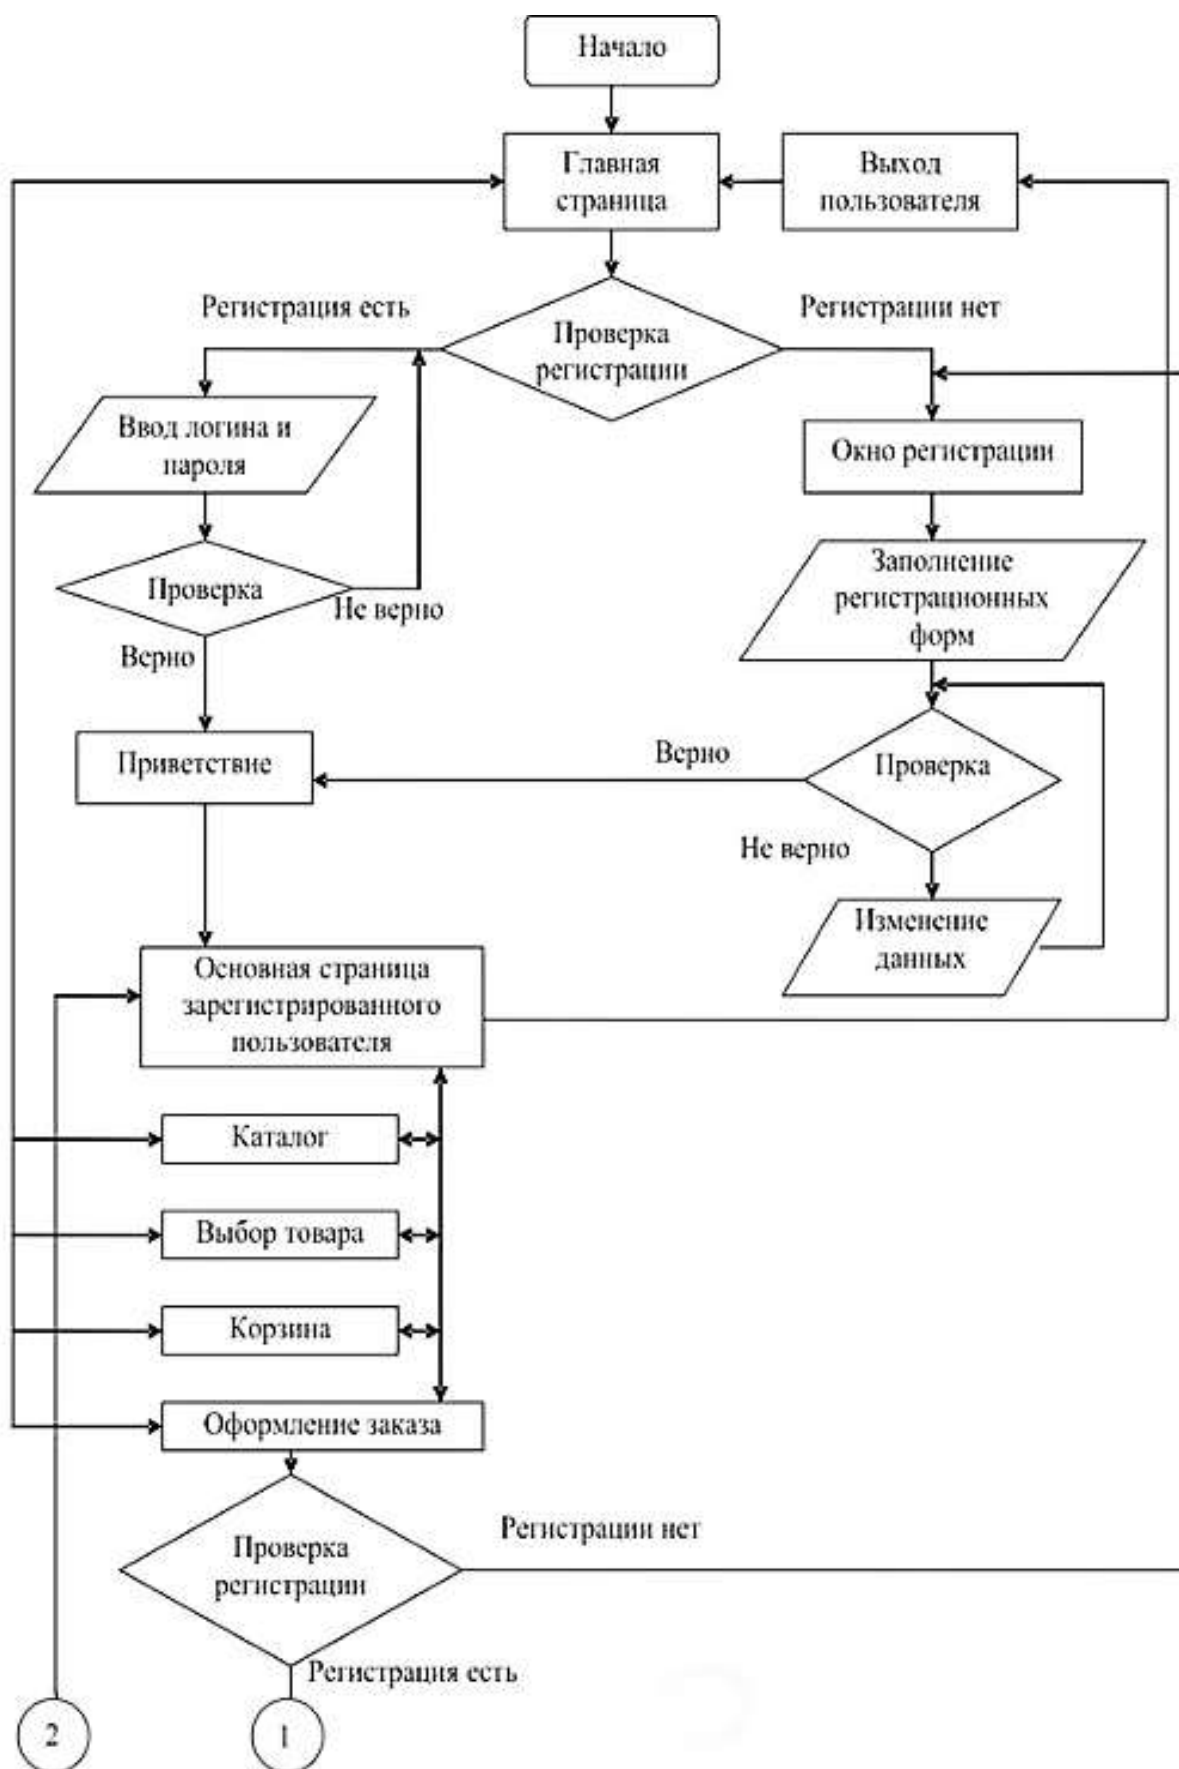 Начало
Главная
страница
Выход
пользователя
Регистрация есть
Регистрации нет
Проверка
регистрации
Ввод логина и
пароля
Окно регистрации
Проверка
Не верно
Верно
Заполнение
регистрационных
форм
Приветствие
Верно
Проверка
Не верно
Изменение
данных
Основная страница
зарегистрированного
пользователя
Каталог
Выбор товара
Корзина
Оформление заказа
Проверка
регистрации
Регистрации нет
Регистрация есть
2
1